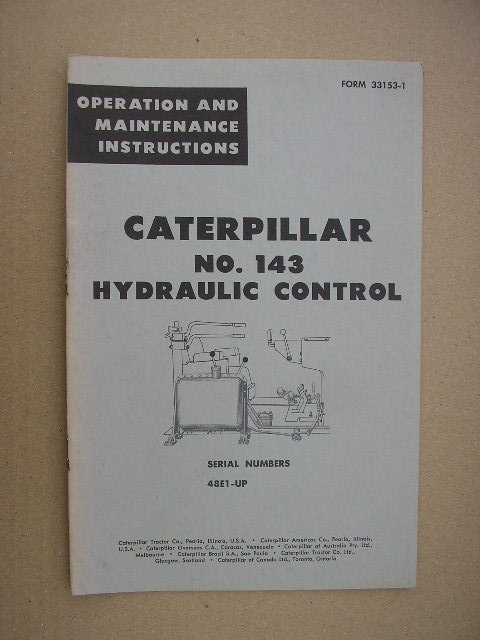 FORM 33153-1
OPERATION AND
MAINTENANCE
INSTRUCTIONS
CATERPILLAR
NO. 143
HYDRAULIC CONTROL
SERIAL NUMBERS
48E1-UP
Caterpillar Tractor Co., Peoria, Illinois, U.S.A. • Caterpillar Americas Co., Peoria, Illinois,
U.S.A. • Caterpillar Overseas C.A., Caracas, Venezuela • Caterpillar of Australia Pty. Ltd.,
Melbourne • Caterpillar Brasil S.A., Sao Paulo • Caterpillar Tractor Co. Ltd.,
Glasgow, Scotland • Caterpillar of Canada Ltd., Toronto, Ontario